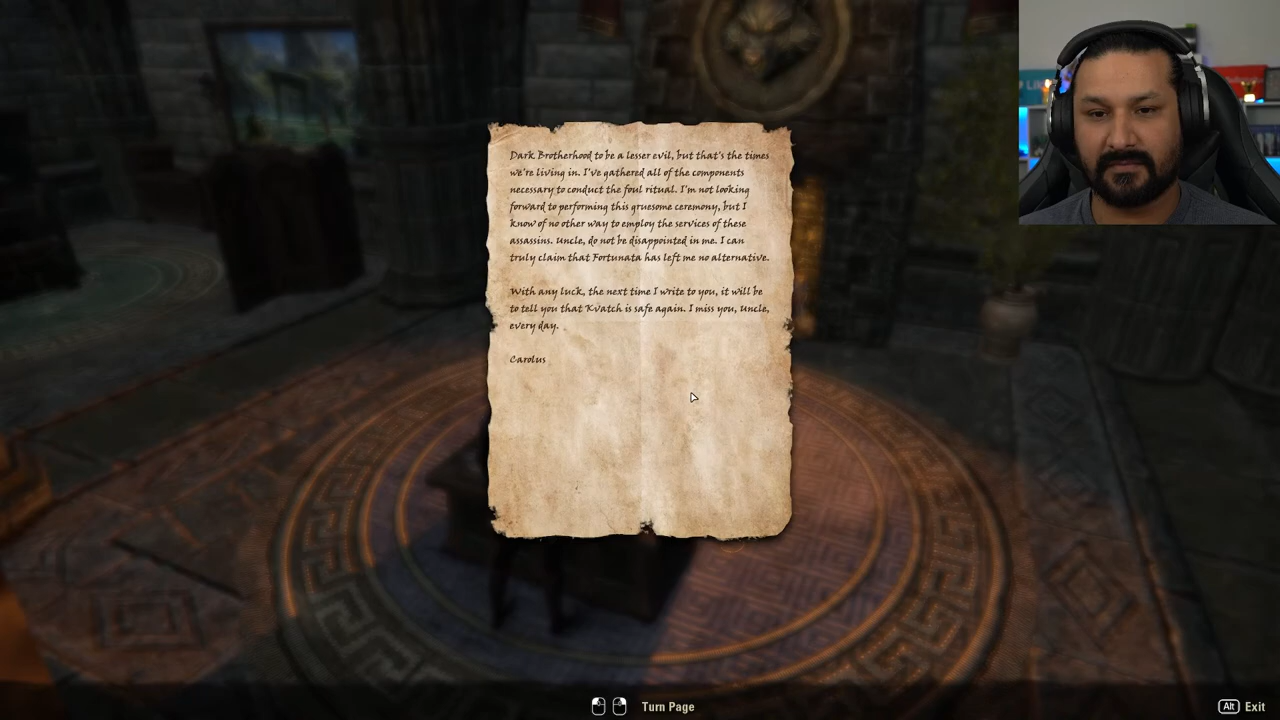 Dark Brotherhood to be a lesser evil, but that's the times
we're living in. I've gathered all of the components
necessary to conduct the foul ritual. I'm not looking
forward to performing this gruesome ceremony, but I
know of no other way to employ the services of these
assassins. Uncle, do not be disappointed in me. I can
truly claim that Fortunata has left me no alternative.
With any luck, the next time I write to you, it will be
to tell you that Kvatch is safe again. I miss you, Uncle,
every day.
Carolus
Turn Page
Alt Exit